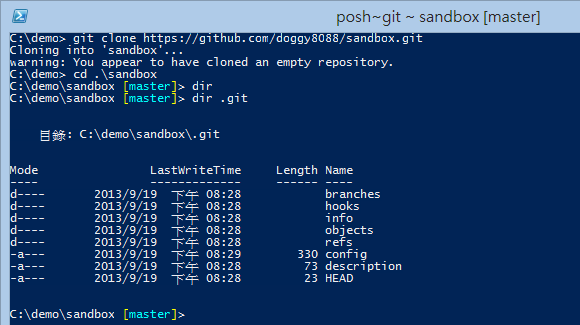 posh~git ~ sandbox [master]
C:\demo> git clone https://github.com/doggy8088/sandbox.git
Cloning into 'sandbox'...
warning: You appear to have cloned an empty repository.
C:\demo> cd .\sandbox
C:\demo\sandbox [master]> dir
C:\demo\sandbox [master]> dir .git
目錄: C:\demo\sandbox\.git
Mode LastWriteTime Length Name
---- ------------- ------ ----
d---- 2013/9/19 下午 08:28 branches
d---- 2013/9/19 下午 08:28 hooks
d---- 2013/9/19 下午 08:28 info
d---- 2013/9/19 下午 08:28 objects
d---- 2013/9/19 下午 08:28 refs
-a--- 2013/9/19 下午 08:29 330 config
-a--- 2013/9/19 下午 08:28 73 description
-a--- 2013/9/19 下午 08:28 23 HEAD
C:\demo\sandbox [master]>